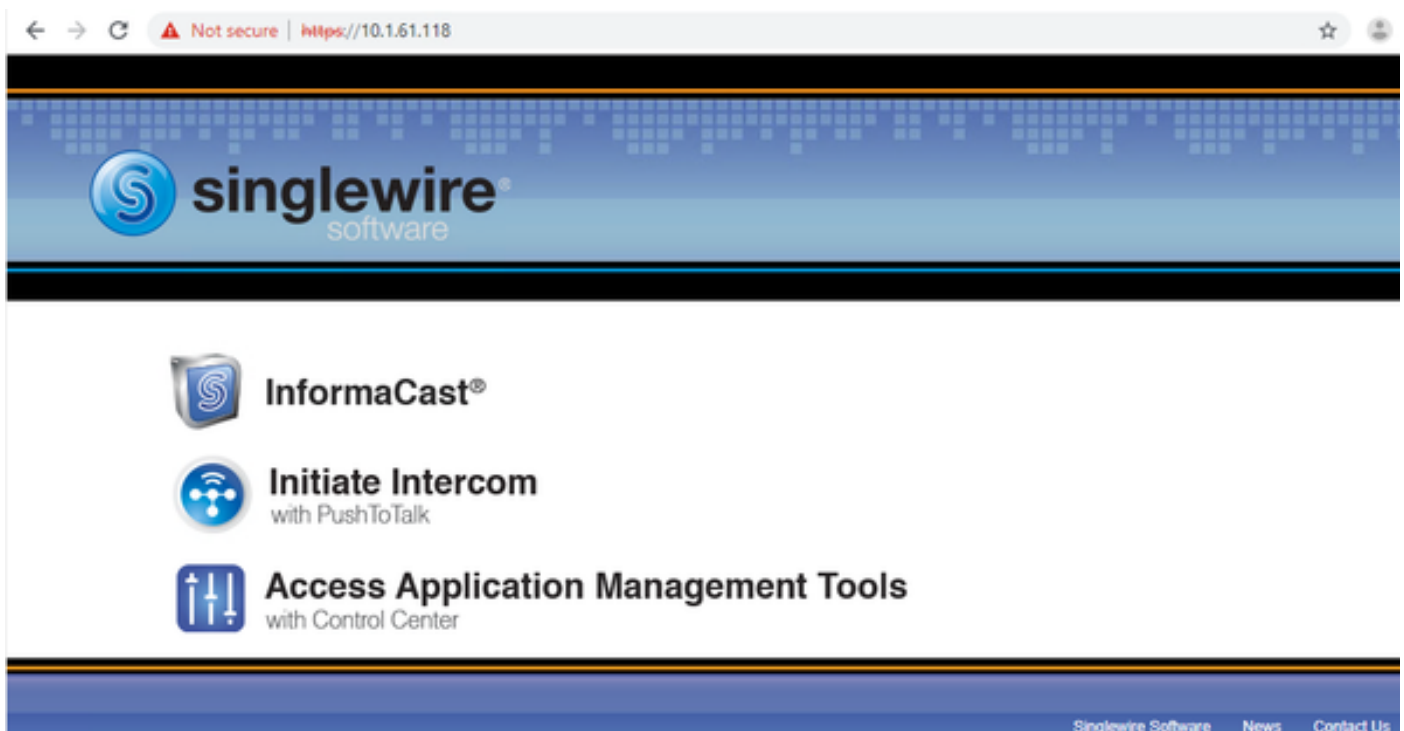 Not secure | https://10.1.61.118
singlewire®
software
InformaCast®
Initiate Intercom
with PushToTalk
Access Application Management Tools
with Control Center
Singlewire Software News Contact Us